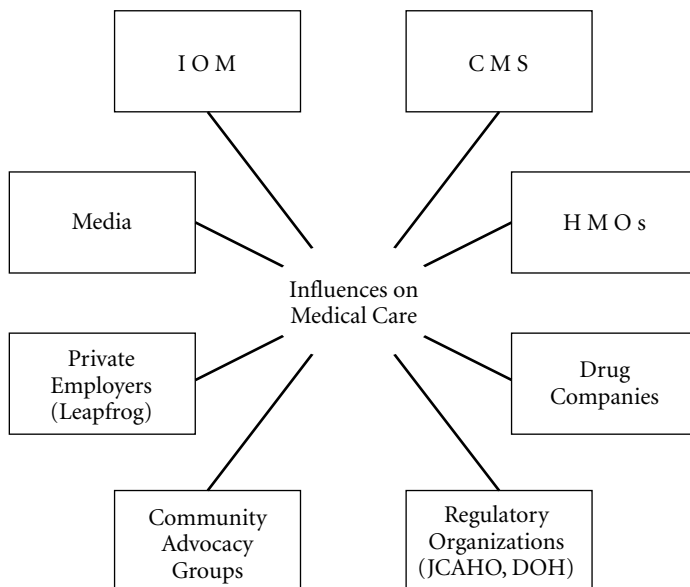 I O M
C M S
Media
H M O s
Influences on
Medical Care
Private
Employers
(Leapfrog)
Drug
Companies
Community
Advocacy
Groups
Regulatory
Organizations
(JCAHO, DOH)